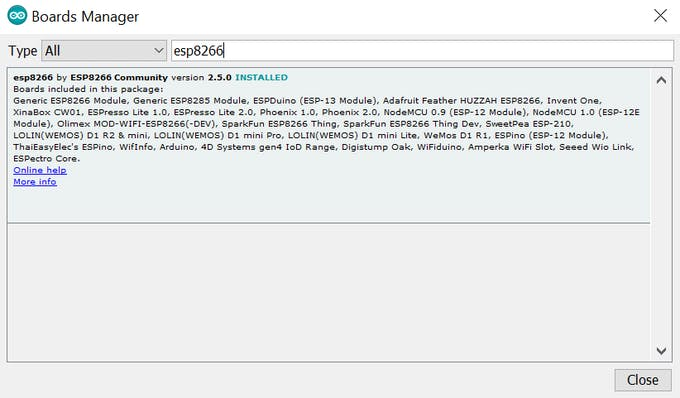 Boards Manager
Type All esp8266
esp8266 by ESP8266 Community version 2.5.0 INSTALLED
Boards included in this package:
Generic ESP8266 Module, Generic ESP8285 Module, ESPDuino (ESP-13 Module), Adafruit Feather HUZZAH ESP8266, Invent One,
XinaBox CW01, ESPresso Lite 1.0, ESPresso Lite 2.0, Phoenix 1.0, Phoenix 2.0, NodeMCU 0.9 (ESP-12 Module), NodeMCU 1.0 (ESP-12E
Module), Olimex MOD-WIFI-ESP8266(-DEV), SparkFun ESP8266 Thing, SparkFun ESP8266 Thing Dev, SweetPea ESP-210,
LOLIN(WEMOS) D1 R2 & mini, LOLIN(WEMOS) D1 mini Pro, LOLIN(WEMOS) D1 mini Lite, WeMos D1 R1, ESPino (ESP-12 Module),
ThaiEasyElec's ESPino, WifInfo, Arduino, 4D Systems gen4 IoD Range, Digistump Oak, WiFiduino, Amperka WiFi Slot, Seeed Wio Link,
ESPectro Core.
Online help
More info
Close